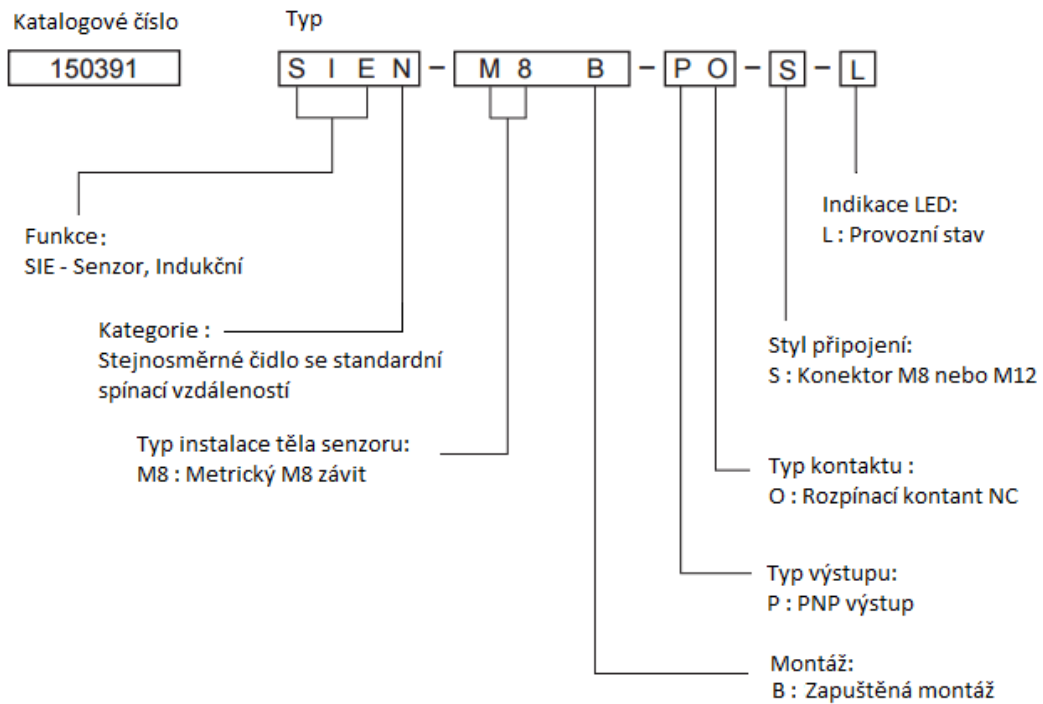 Katalogové číslo
Typ
150391
S I E N - M 8 B - P O - S - L
Indikace LED:
L : Provozní stav
Funkce:
SIE - Senzor, Indukční
Kategorie :
Stejnosměrné čidlo se standardní
spínací vzdáleností
Styl připojení:
S : Konektor M8 nebo M12
Typ instalace těla senzoru:
M8 : Metrický M8 závit
Typ kontaktu :
O : Rozpínací kontant NC
Typ výstupu:
P : PNP výstup
Montáž:
B : Zapuštěná montáž